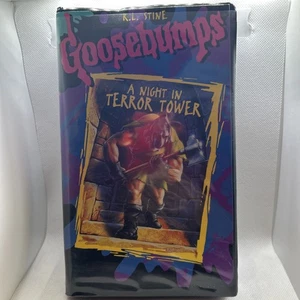 R.L. STINE
Goosebumps
A NIGHT IN
TERROR TOWER